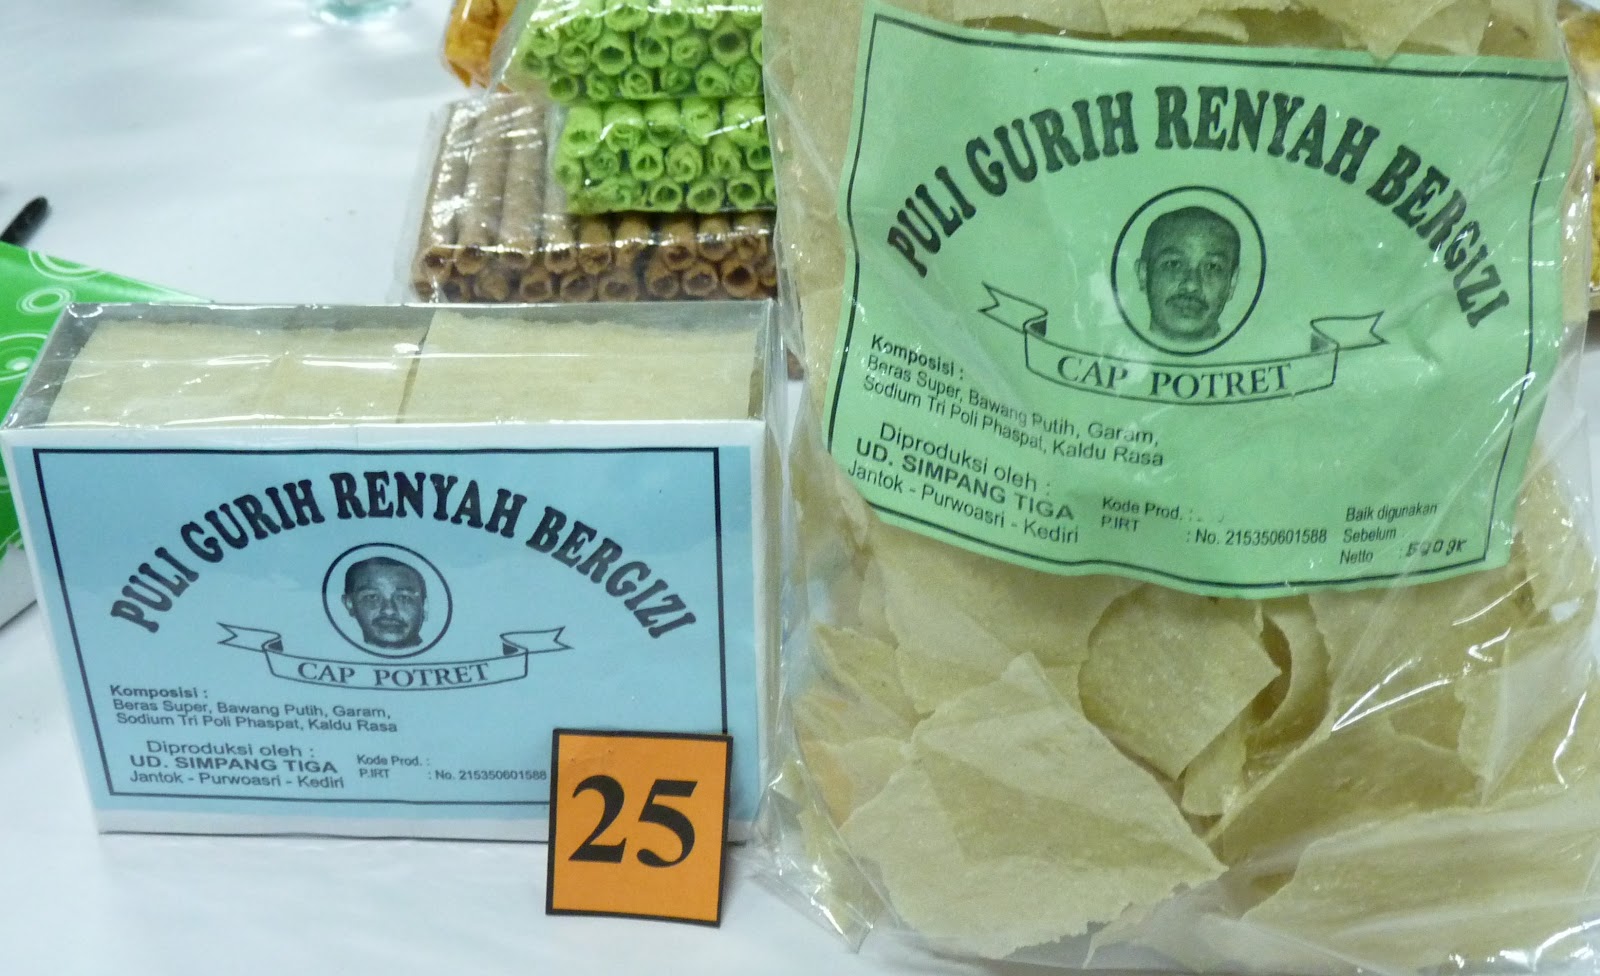 PULI GURIH RENYAH BERGIZI
CAP POTRET
Komposisi :
Beras Super, Bawang Putih, Garam,
Sodium Tri Poli Phaspat, Kaldu Rasa
Diproduksi oleh :
UD. SIMPANG TIGA
Jantok - Purwoasri - Kediri
Kode Prod. :
P.IRT : No. 215350601588
25
PULI GURIH RENYAH BERGIZI
CAP POTRET
Komposisi :
Beras Super, Bawang Putih, Garam,
Sodium Tri Poli Phaspat, Kaldu Rasa
Diproduksi oleh :
UD. SIMPANG TIGA
Jantok - Purwoasri - Kediri
Kode Prod. :
P.IRT : No. 215350601588
Baik digunakan
Sebelum
Netto :